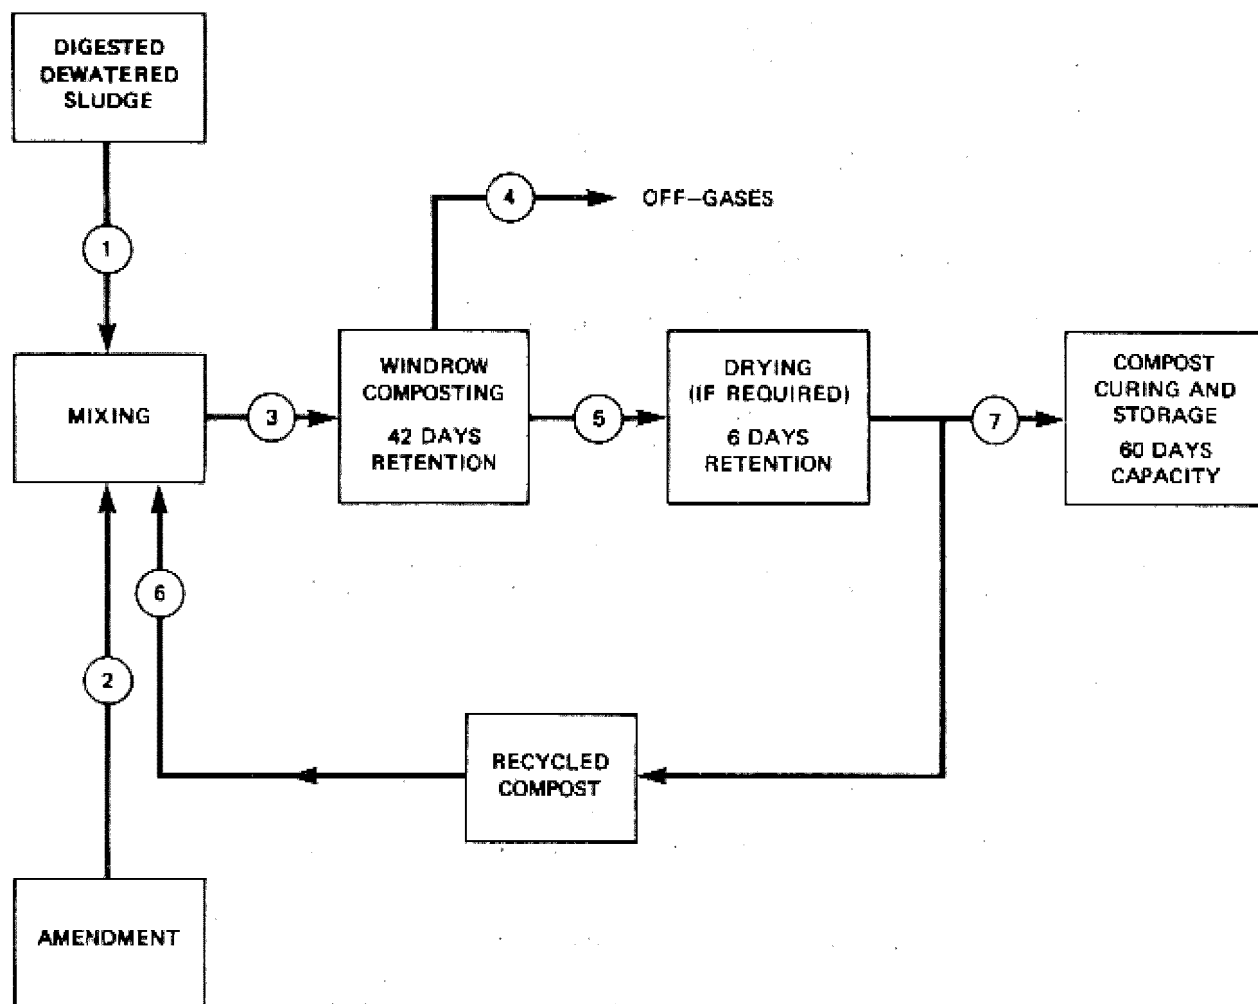 DIGESTED
DEWATERED
SLUDGE
1
4
OFF–GASES
MIXING
3
WINDROW
COMPOSTING
42 DAYS
RETENTION
5
DRYING
(IF REQUIRED)
6 DAYS
RETENTION
7
COMPOST
CURING AND
STORAGE
60 DAYS
CAPACITY
6
2
RECYCLED
COMPOST
AMENDMENT